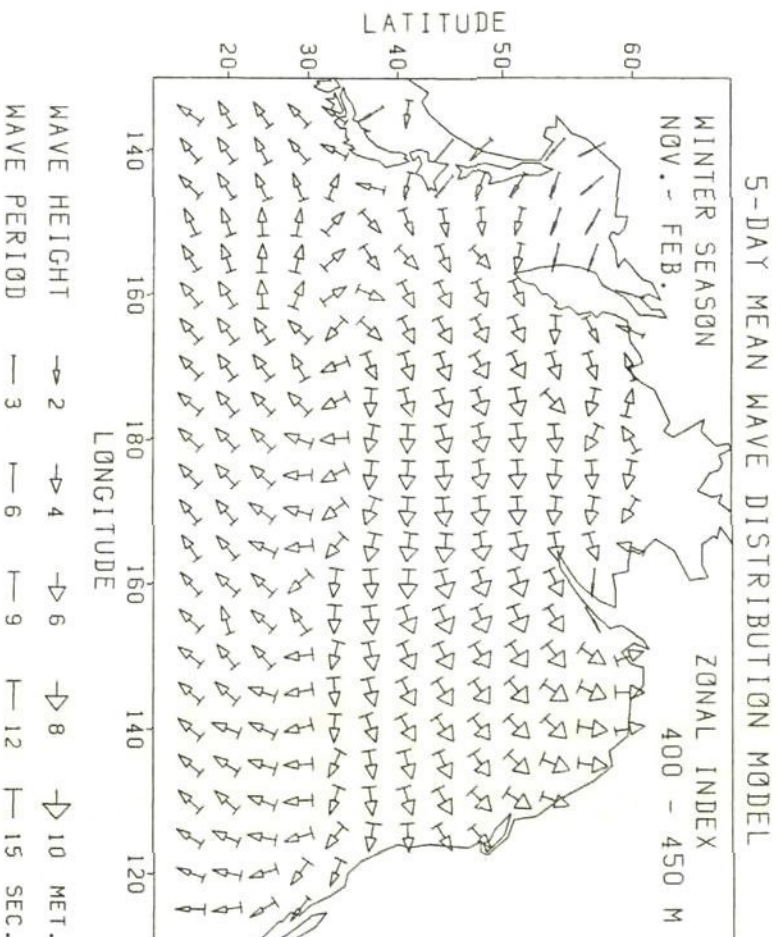 5-DAY MEAN WAVE DISTRIBUTION MODEL
WINTER SEASON
NOV. - FEB.
ZONAL INDEX
400 - 450 M
LATITUDE
60
50
40
30
20
140 160 180 160 140 120
LONGITUDE
WAVE HEIGHT 2 4 6 8 10 MET.
WAVE PERIOD 3 6 9 12 15 SEC.